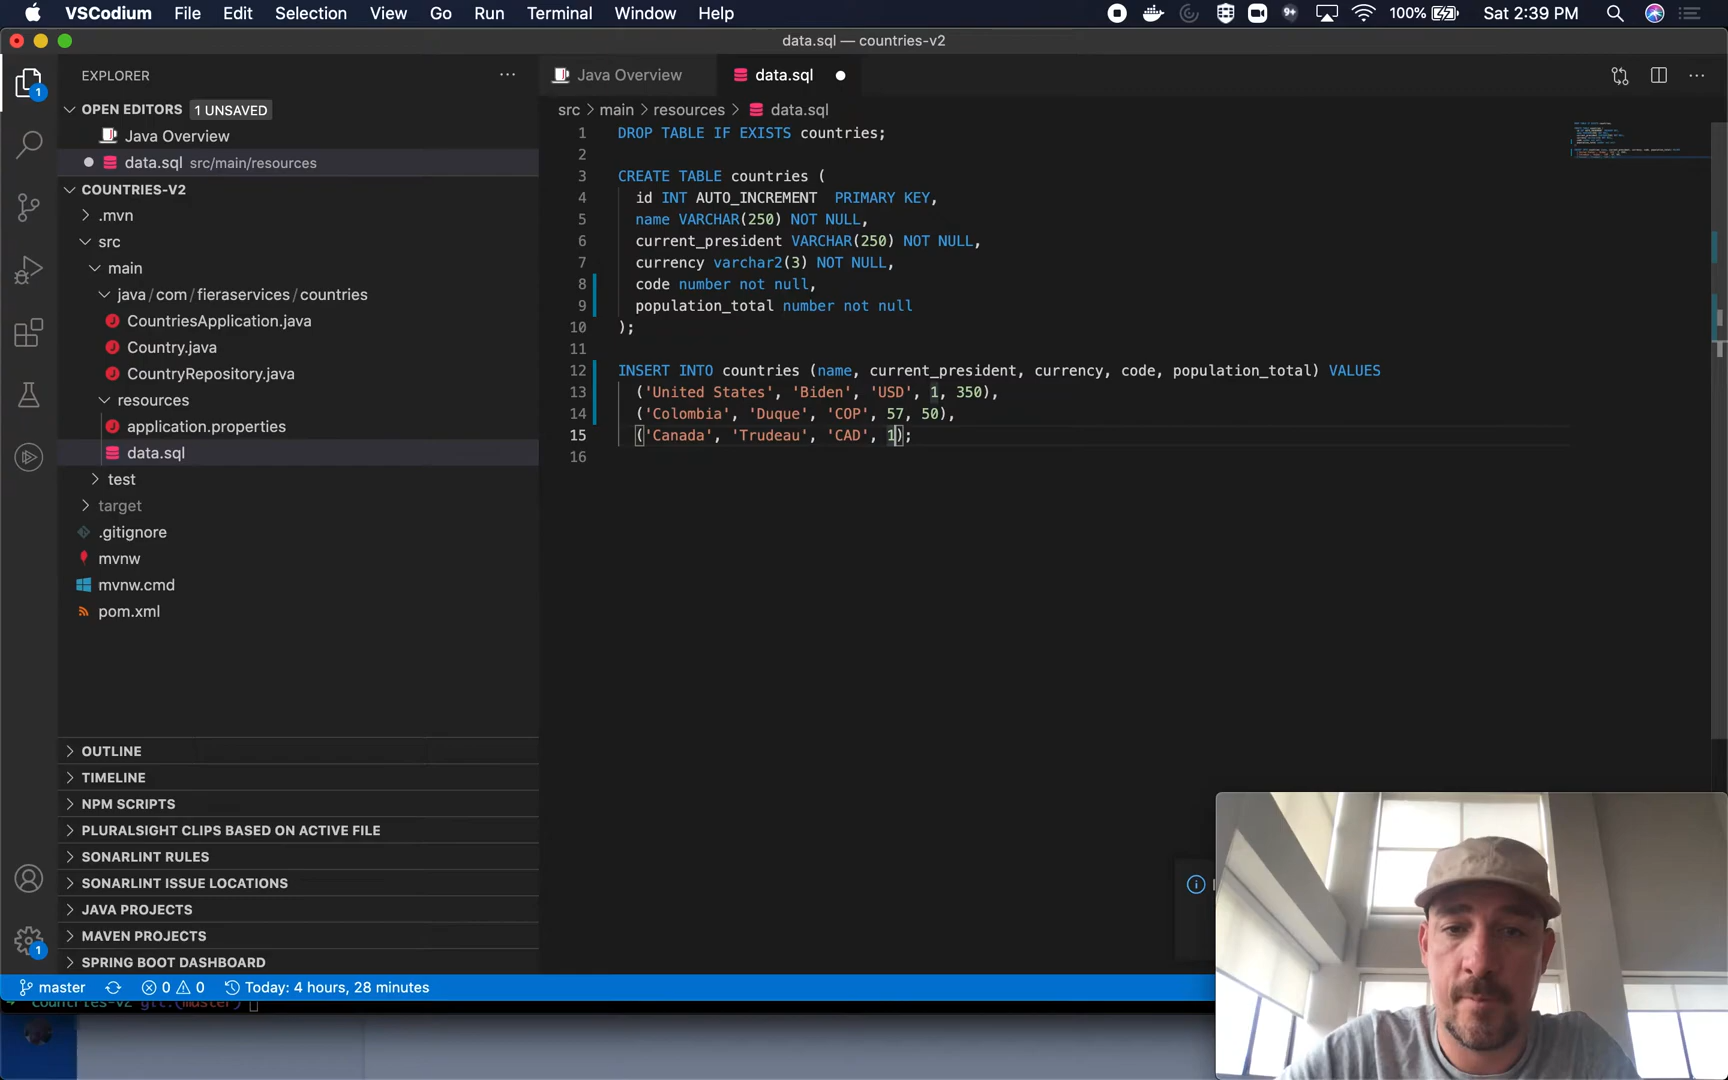 VSCodium File Edit Selection View Go Run Terminal Window Help
9+ 100% Sat 2:39 PM
data.sql — countries-v2
EXPLORER
OPEN EDITORS 1 UNSAVED
Java Overview
data.sql src/main/resources
COUNTRIES-V2
.mvn
src
main
java / com / fieraservices / countries
CountriesApplication.java
Country.java
CountryRepository.java
resources
application.properties
data.sql
test
target
.gitignore
mvnw
mvnw.cmd
pom.xml
OUTLINE
TIMELINE
NPM SCRIPTS
PLURALSIGHT CLIPS BASED ON ACTIVE FILE
SONARLINT RULES
SONARLINT ISSUE LOCATIONS
JAVA PROJECTS
MAVEN PROJECTS
SPRING BOOT DASHBOARD
1
1
Java Overview data.sql
src > main > resources > data.sql
1 DROP TABLE IF EXISTS countries;
2
3 CREATE TABLE countries (
4 id INT AUTO_INCREMENT  PRIMARY KEY,
5 name VARCHAR(250) NOT NULL,
6 current_president VARCHAR(250) NOT NULL,
7 currency varchar2(3) NOT NULL,
8 code number not null,
9 population_total number not null
10 );
11
12 INSERT INTO countries (name, current_president, currency, code, population_total) VALUES
13 ('United States', 'Biden', 'USD', 1, 350),
14 ('Colombia', 'Duque', 'COP', 57, 50),
15 ('Canada', 'Trudeau', 'CAD', 1);
16
master 0 0 Today: 4 hours, 28 minutes
countries-v2 git:(master)